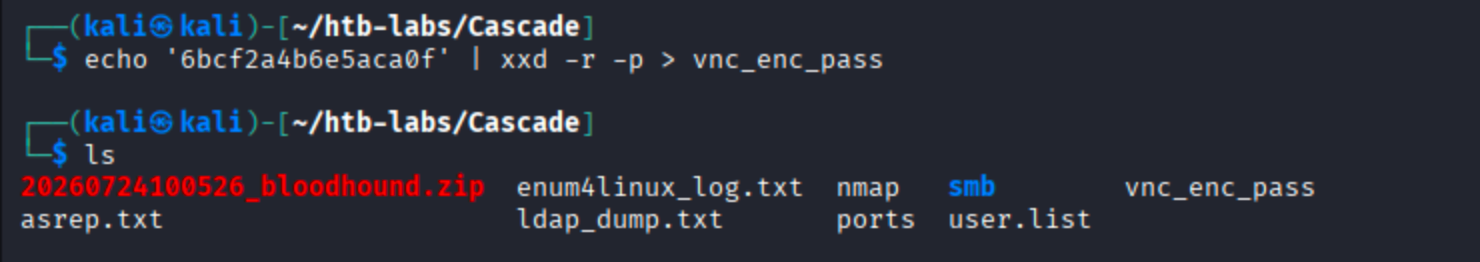 ┌──(kali㉿kali)-[~/htb-labs/Cascade]
└─$ echo '6bcf2a4b6e5aca0f' | xxd -r -p > vnc_enc_pass
┌──(kali㉿kali)-[~/htb-labs/Cascade]
└─$ ls
20260724100526_bloodhound.zip  enum4linux_log.txt  nmap   smb        vnc_enc_pass
asrep.txt                      ldap_dump.txt       ports  user.list